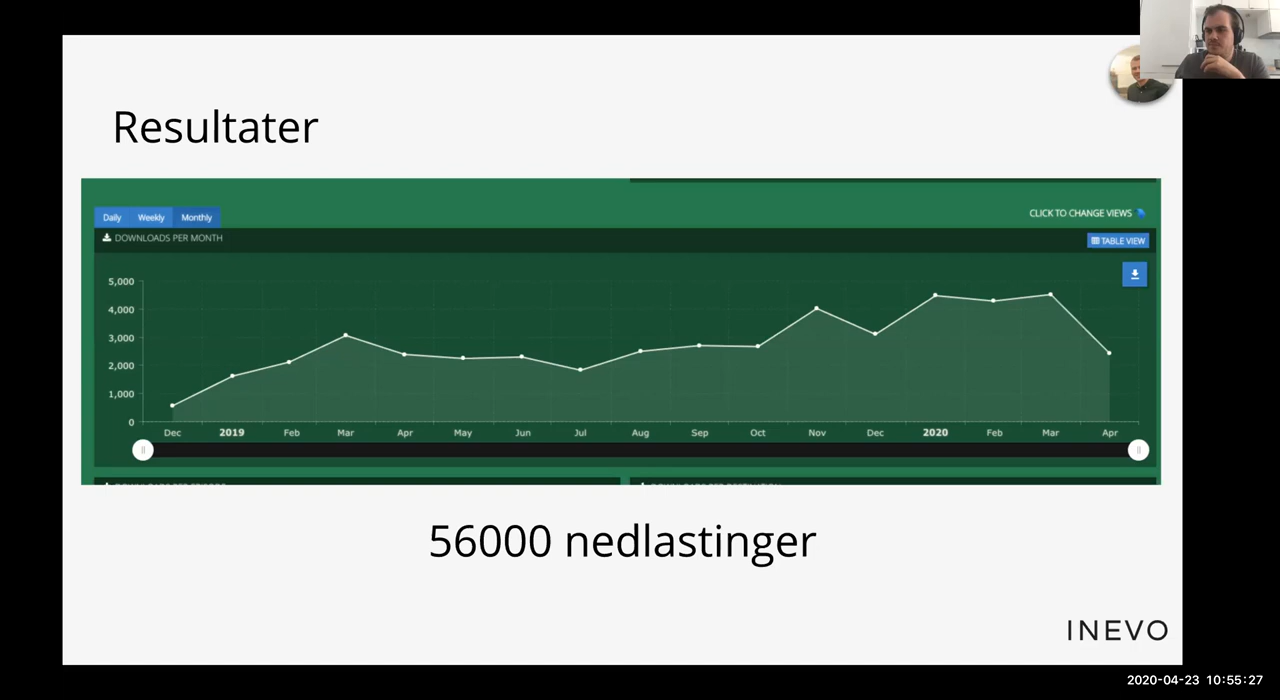 Resultater
Daily Weekly Monthly
CLICK TO CHANGE VIEWS
DOWNLOADS PER MONTH
TABLE VIEW
5,000
4,000
3,000
2,000
1,000
0
Dec 2019 Feb Mar Apr May Jun Jul Aug Sep Oct Nov Dec 2020 Feb Mar Apr
56000 nedlastinger
INEVO
2020-04-23 10:55:27